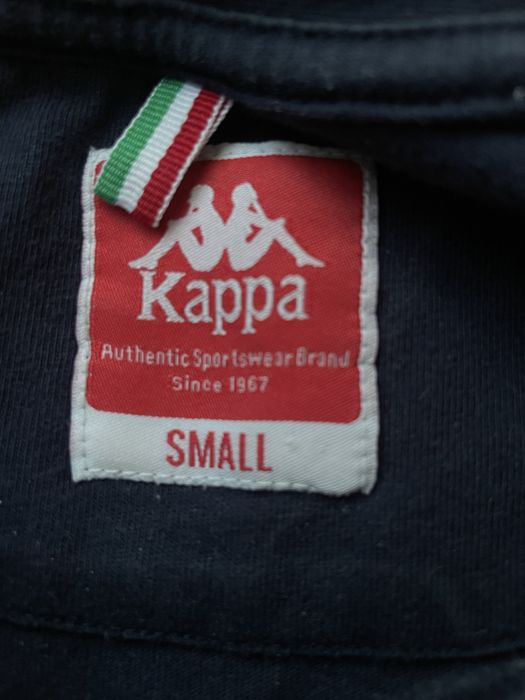 Kappa
Authentic Sportswear Brand
Since 1967
SMALL